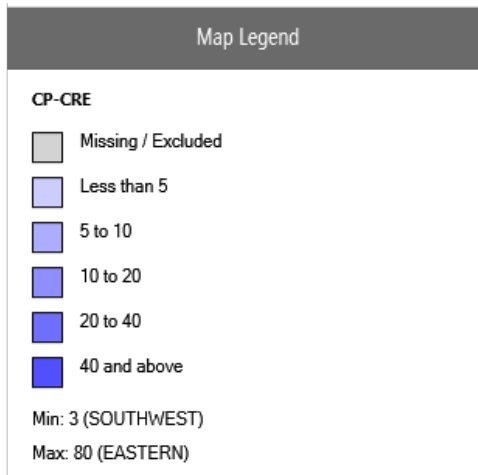 Map Legend
CP-CRE
Missing / Excluded
Less than 5
5 to 10
10 to 20
20 to 40
40 and above
Min: 3 (SOUTHWEST)
Max: 80 (EASTERN)